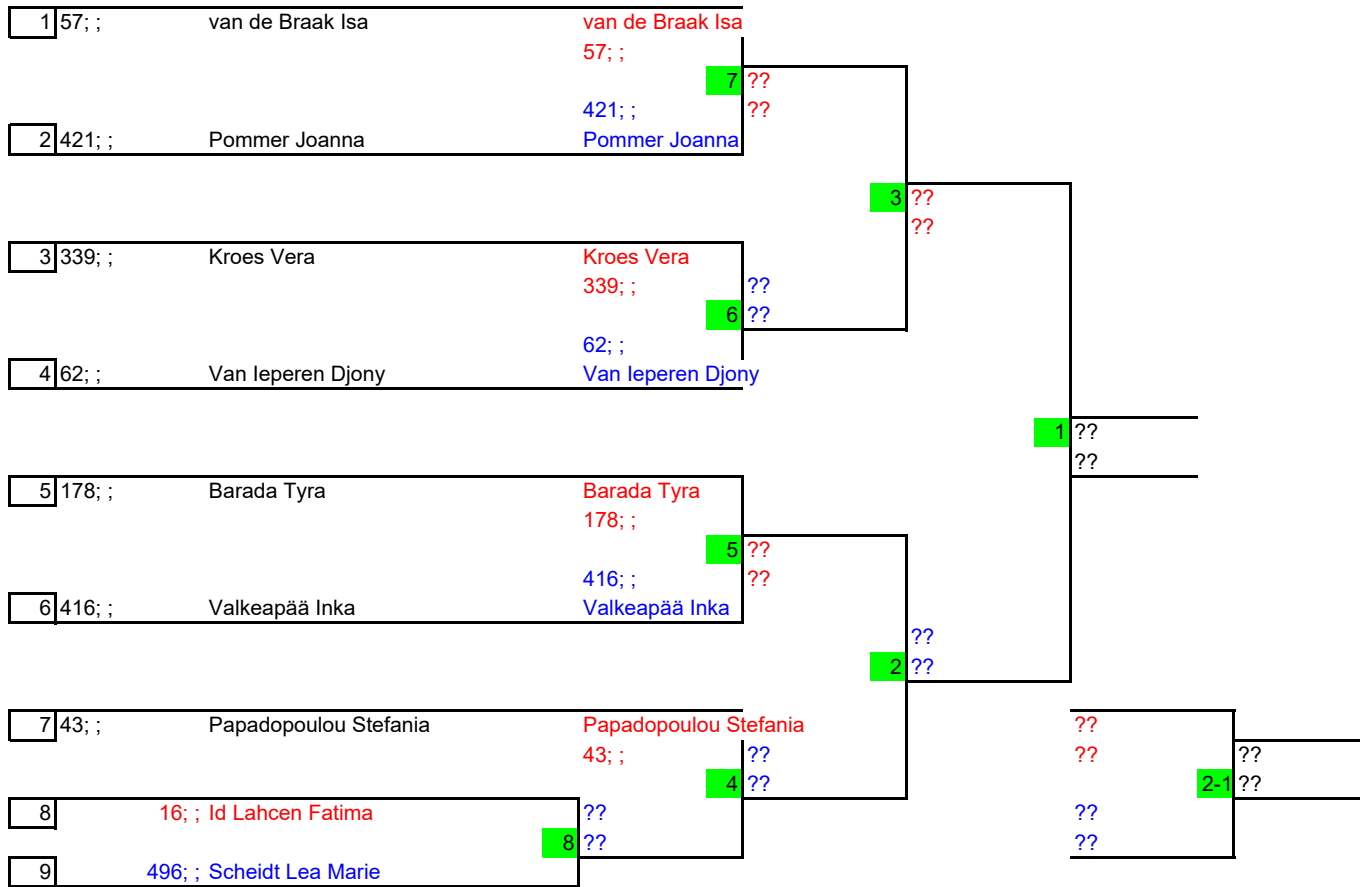 1 57; ; van de Braak Isa van de Braak Isa
57; ;
7 ??
421; ; ??
2 421; ; Pommer Joanna Pommer Joanna
3 ??
??
3 339; ; Kroes Vera Kroes Vera
339; ; ??
6 ??
62; ;
4 62; ; Van Ieperen Djony Van Ieperen Djony
1 ??
??
5 178; ; Barada Tyra Barada Tyra
178; ;
5 ??
416; ; ??
6 416; ; Valkeapää Inka Valkeapää Inka
??
2 ??
7 43; ; Papadopoulou Stefania Papadopoulou Stefania ??
43; ; ?? ?? ??
4 ?? 2-1 ??
8 16; ; Id Lahcen Fatima ?? ??
8 ?? ??
9 496; ; Scheidt Lea Marie